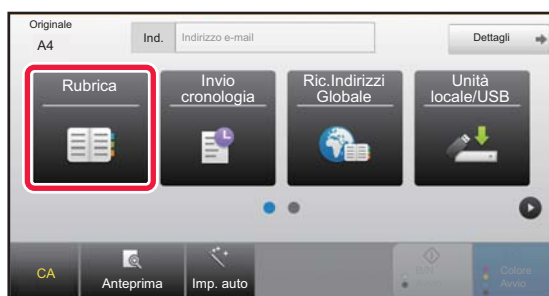 Originale
A4
Ind.
Indirizzo e-mail
Dettagli
Rubrica
Invio
cronologia
Ric.Indirizzi
Globale
Unità
locale/USB
CA
Anteprima
Imp. auto
B/N
Avvio
Colore
Avvio